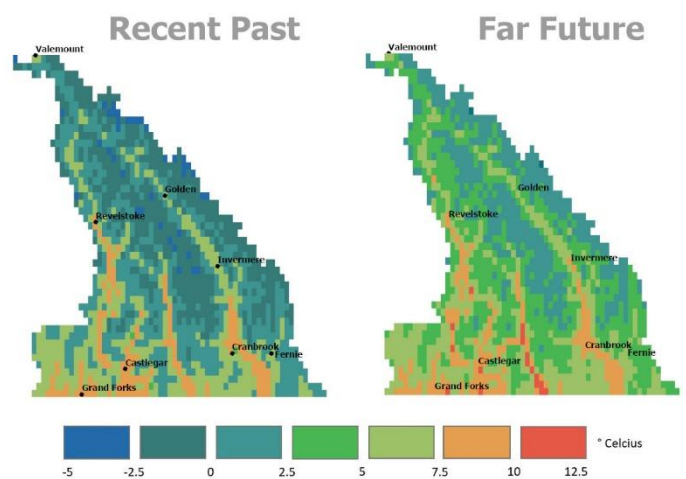 Recent Past
Far Future
Valemount
Golden
Revelstoke
Invermere
Cranbrook
Fernie
Castlegar
Grand Forks
Valemount
Golden
Revelstoke
Invermere
Cranbrook
Fernie
Castlegar
Grand Forks
° Celcius
-5 -2.5 0 2.5 5 7.5 10 12.5